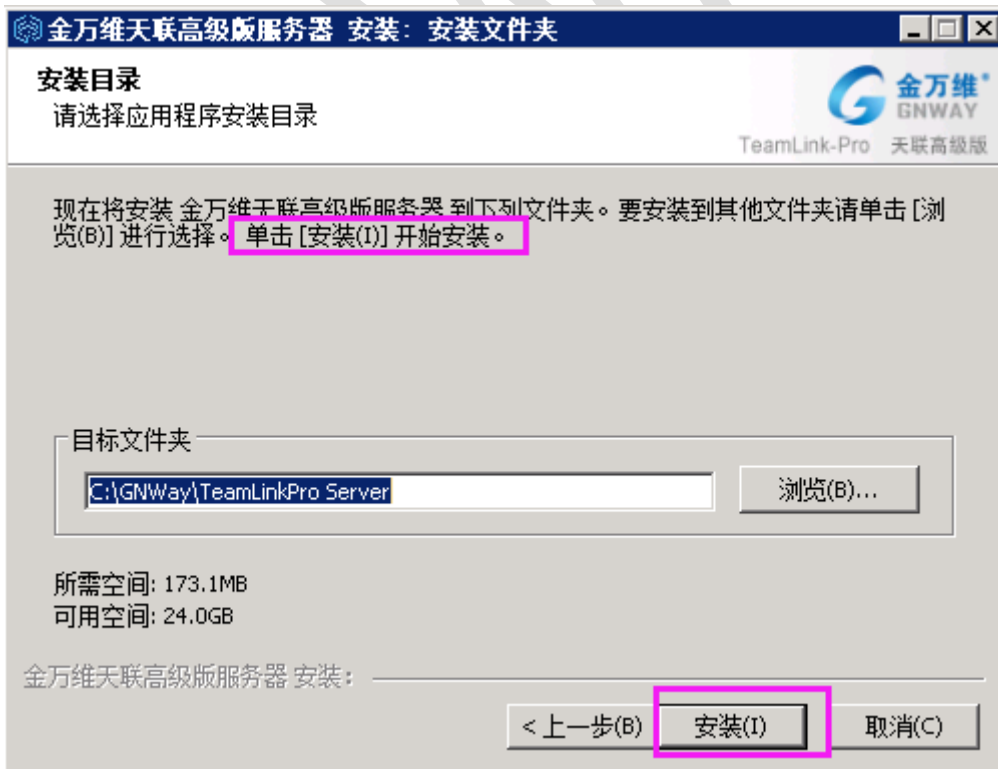 金万维天联高级版服务器 安装：安装文件夹
安装目录
请选择应用程序安装目录
金万维
GNWAY
TeamLink-Pro 天联高级版
现在将安装 金万维天联高级版服务器 到下列文件夹。要安装到其他文件夹请单击 [浏
览(B)] 进行选择。 单击 [安装(I)] 开始安装。
目标文件夹
C:\GNWay\TeamLinkPro Server
浏览(B)...
所需空间: 173.1MB
可用空间: 24.0GB
金万维天联高级版服务器 安装：
< 上一步(B) 安装(I) 取消(C)